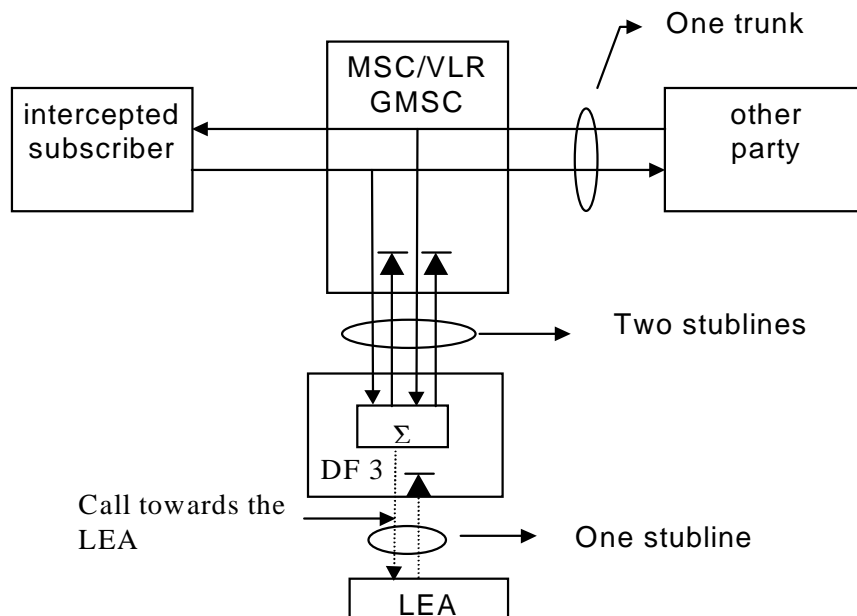 One trunk
MSC/VLR
GMSC
intercepted
subscriber
other
party
Two stublines
Σ
DF 3
Call towards the
LEA
One stubline
LEA